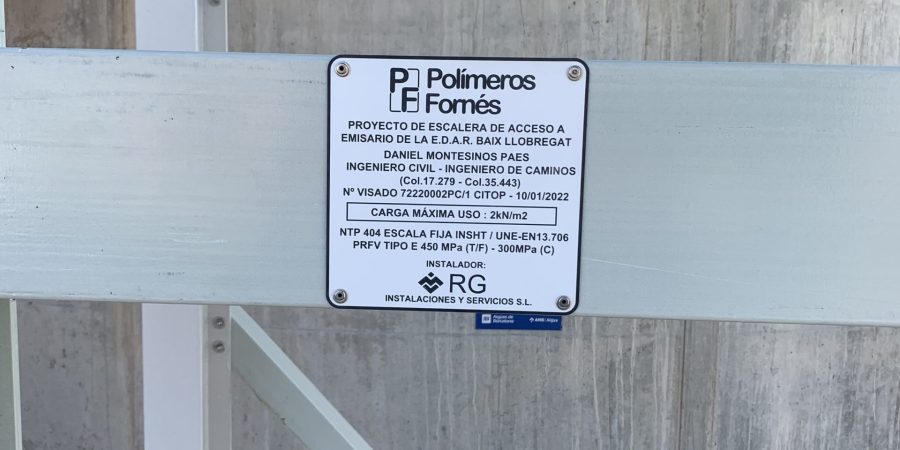 PF Polímeros
Fornés
PROYECTO DE ESCALERA DE ACCESO A
EMISARIO DE LA E.D.A.R. BAIX LLOBREGAT
DANIEL MONTESINOS PAES
INGENIERO CIVIL - INGENIERO DE CAMINOS
(Col.17.279 - Col.35.443)
Nº VISADO 72220002PC/1 CITOP - 10/01/2022
CARGA MÁXIMA USO : 2kN/m2
NTP 404 ESCALA FIJA INSHT / UNE-EN13.706
PRFV TIPO E 450 MPa (T/F) - 300MPa (C)
INSTALADOR:
RG
INSTALACIONES Y SERVICIOS S.L.
Aigües de
Barcelona